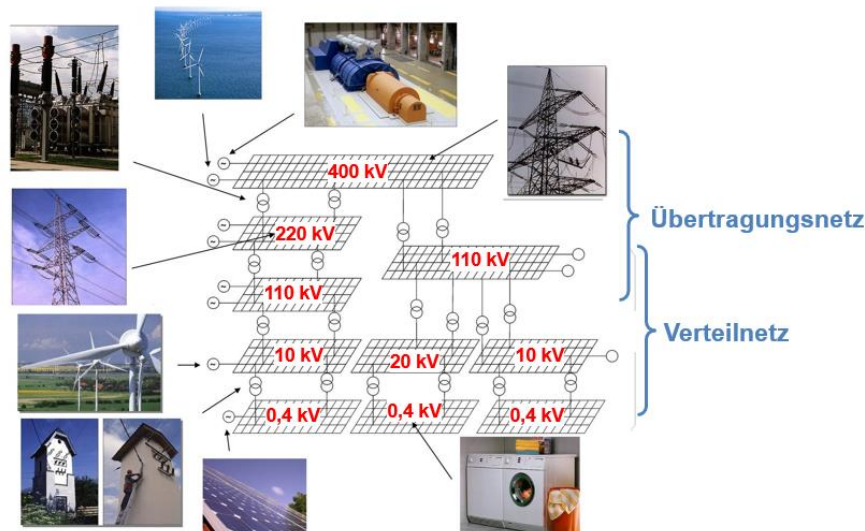 400 kV
Übertragungsnetz
220 kV
110 kV
110 kV
Verteilnetz
10 kV
20 kV
10 kV
0,4 kV
0,4 kV
0,4 kV